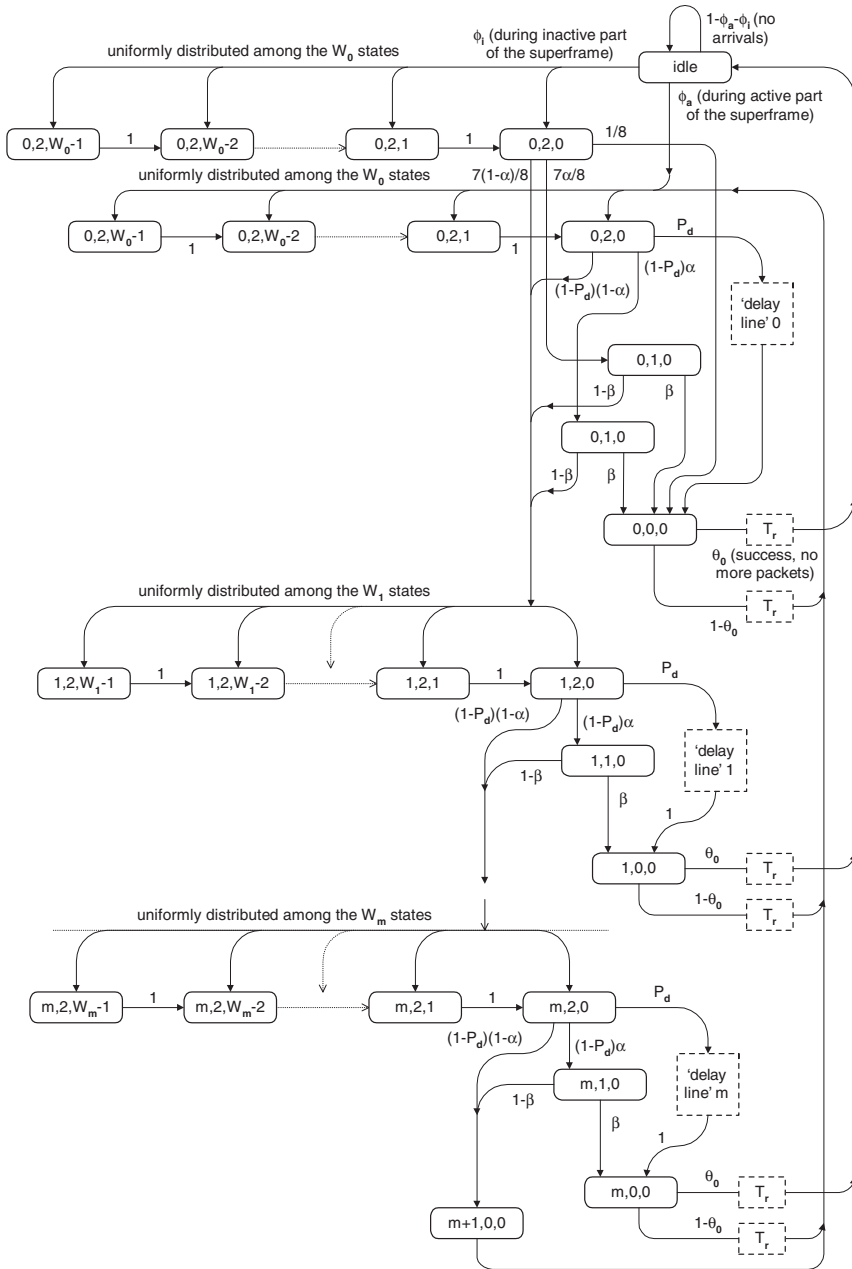 1-ϕa-ϕi (no
arrivals)
ϕi (during inactive part
of the superframe)
uniformly distributed among the W0 states
idle
ϕa (during active part
of the superframe)
0,2,W0-1
1
0,2,W0-2
0,2,1
1
0,2,0
1/8
7(1-α)/8
7α/8
uniformly distributed among the W0 states
0,2,W0-1
1
0,2,W0-2
0,2,1
1
0,2,0
Pd
(1-Pd)(1-α)
(1-Pd)α
'delay
line' 0
0,1,0
1-β
β
0,1,0
1-β
β
0,0,0
Tr
θ0 (success, no
more packets)
Tr
1-θ0
uniformly distributed among the W1 states
1,2,W1-1
1
1,2,W1-2
1,2,1
1
1,2,0
Pd
(1-Pd)(1-α)
(1-Pd)α
'delay
line' 1
1,1,0
1-β
β
1
1,0,0
θ0
Tr
1-θ0
Tr
uniformly distributed among the Wm states
m,2,Wm-1
1
m,2,Wm-2
m,2,1
1
m,2,0
Pd
(1-Pd)(1-α)
(1-Pd)α
'delay
line' m
m,1,0
1-β
β
1
m,0,0
θ0
Tr
1-θ0
Tr
m+1,0,0